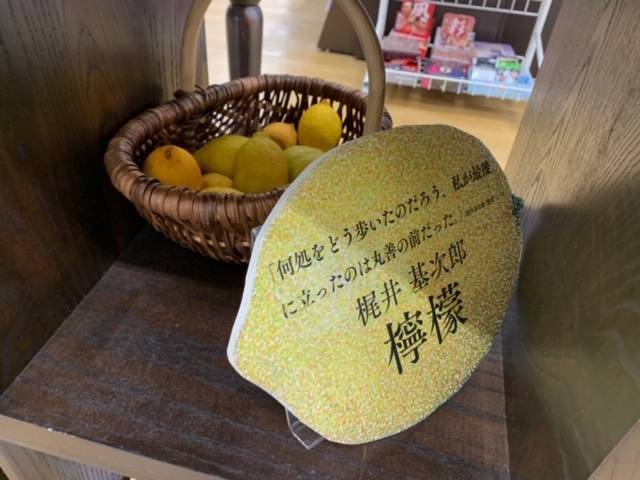 「何処をどう歩いたのだろう、私が最後
に立ったのは丸善の前だった。
梶井 基次郎
檸檬